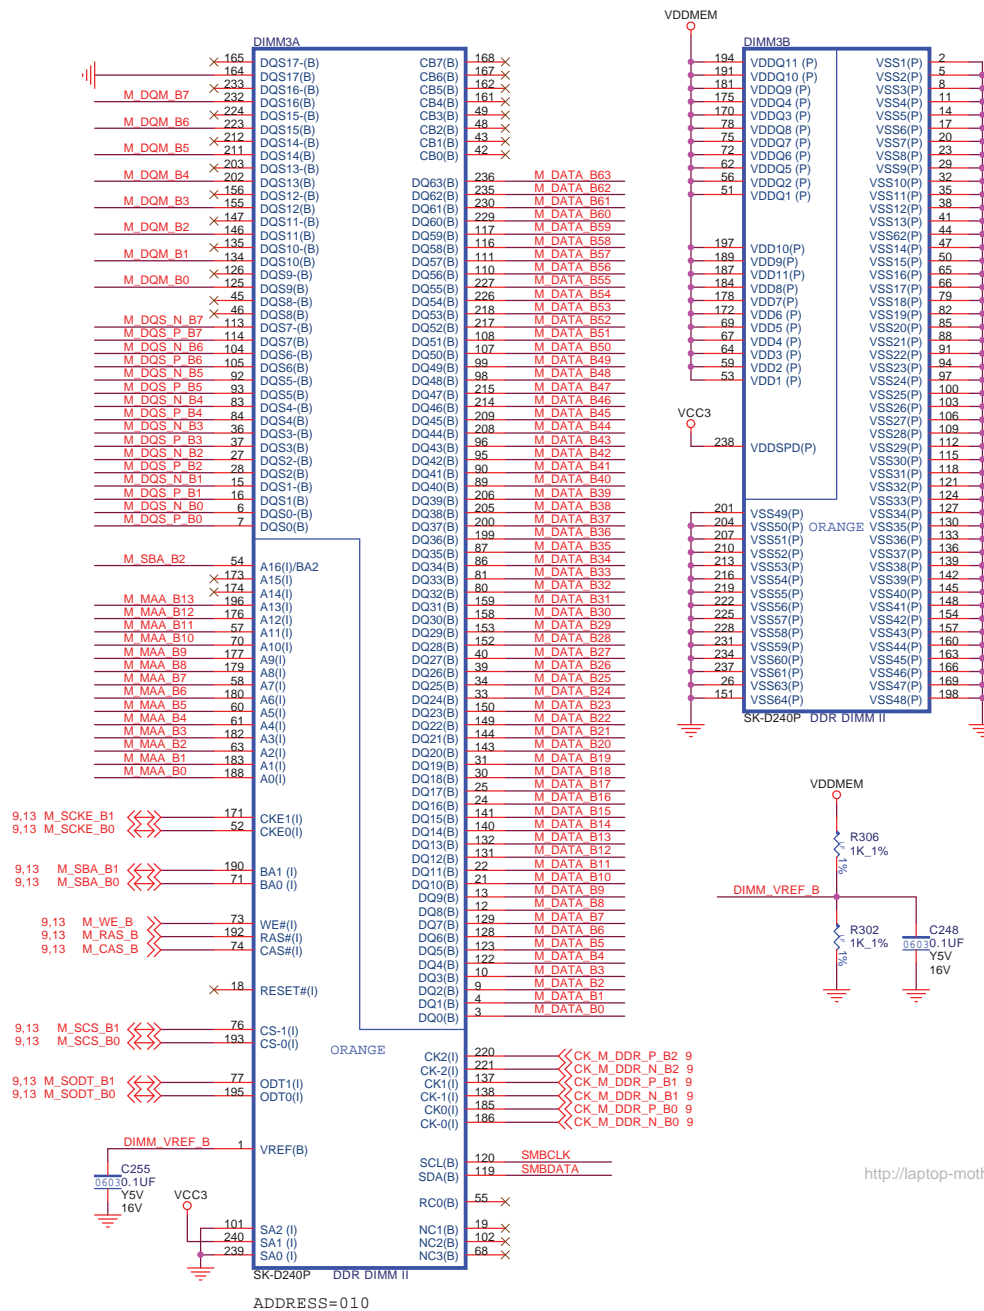 DIMM3A
165 DQS17-(B)
164 DQS17(B)
233 DQS16-(B)
M_DQM_B7 232 DQS16(B)
224 DQS15-(B)
M_DQM_B6 223 DQS15(B)
212 DQS14-(B)
M_DQM_B5 211 DQS14(B)
203 DQS13-(B)
M_DQM_B4 202 DQS13(B)
156 DQS12-(B)
M_DQM_B3 155 DQS12(B)
147 DQS11-(B)
M_DQM_B2 146 DQS11(B)
135 DQS10-(B)
M_DQM_B1 134 DQS10(B)
126 DQS9-(B)
M_DQM_B0 125 DQS9(B)
45 DQS8-(B)
46 DQS8(B)
M_DQS_N_B7 113 DQS7-(B)
M_DQS_P_B7 114 DQS7(B)
M_DQS_N_B6 104 DQS6-(B)
M_DQS_P_B6 105 DQS6(B)
M_DQS_N_B5 92 DQS5-(B)
M_DQS_P_B5 93 DQS5(B)
M_DQS_N_B4 83 DQS4-(B)
M_DQS_P_B4 84 DQS4(B)
M_DQS_N_B3 36 DQS3-(B)
M_DQS_P_B3 37 DQS3(B)
M_DQS_N_B2 27 DQS2-(B)
M_DQS_P_B2 28 DQS2(B)
M_DQS_N_B1 15 DQS1-(B)
M_DQS_P_B1 16 DQS1(B)
M_DQS_N_B0 6 DQS0-(B)
M_DQS_P_B0 7 DQS0(B)
M_SBA_B2 54 A16(I)/BA2
173 A15(I)
174 A14(I)
M_MAA_B13 196 A13(I)
M_MAA_B12 176 A12(I)
M_MAA_B11 57 A11(I)
M_MAA_B10 70 A10(I)
M_MAA_B9 177 A9(I)
M_MAA_B8 179 A8(I)
M_MAA_B7 58 A7(I)
M_MAA_B6 180 A6(I)
M_MAA_B5 60 A5(I)
M_MAA_B4 61 A4(I)
M_MAA_B3 182 A3(I)
M_MAA_B2 63 A2(I)
M_MAA_B1 183 A1(I)
M_MAA_B0 188 A0(I)
9,13 M_SCKE_B1 171 CKE1(I)
9,13 M_SCKE_B0 52 CKE0(I)
9,13 M_SBA_B1 190 BA1 (I)
9,13 M_SBA_B0 71 BA0 (I)
9,13 M_WE_B 73 WE#(I)
9,13 M_RAS_B 192 RAS#(I)
9,13 M_CAS_B 74 CAS#(I)
18 RESET#(I)
9,13 M_SCS_B1 76 CS-1(I)
9,13 M_SCS_B0 193 CS-0(I)
ORANGE
9,13 M_SODT_B1 77 ODT1(I)
9,13 M_SODT_B0 195 ODT0(I)
DIMM_VREF_B 1 VREF(B)
C255
0603 0.1UF
Y5V
16V
VCC3
101 SA2 (I)
240 SA1 (I)
239 SA0 (I)
SK-D240P DDR DIMM II
ADDRESS=010
CB7(B) 168
CB6(B) 167
CB5(B) 162
CB4(B) 161
CB3(B) 49
CB2(B) 48
CB1(B) 43
CB0(B) 42
DQ63(B) 236 M_DATA_B63
DQ62(B) 235 M_DATA_B62
DQ61(B) 230 M_DATA_B61
DQ60(B) 229 M_DATA_B60
DQ59(B) 117 M_DATA_B59
DQ58(B) 116 M_DATA_B58
DQ57(B) 111 M_DATA_B57
DQ56(B) 110 M_DATA_B56
DQ55(B) 227 M_DATA_B55
DQ54(B) 226 M_DATA_B54
DQ53(B) 218 M_DATA_B53
DQ52(B) 217 M_DATA_B52
DQ51(B) 108 M_DATA_B51
DQ50(B) 107 M_DATA_B50
DQ49(B) 99 M_DATA_B49
DQ48(B) 98 M_DATA_B48
DQ47(B) 215 M_DATA_B47
DQ46(B) 214 M_DATA_B46
DQ45(B) 209 M_DATA_B45
DQ44(B) 208 M_DATA_B44
DQ43(B) 96 M_DATA_B43
DQ42(B) 95 M_DATA_B42
DQ41(B) 90 M_DATA_B41
DQ40(B) 89 M_DATA_B40
DQ39(B) 206 M_DATA_B39
DQ38(B) 205 M_DATA_B38
DQ37(B) 200 M_DATA_B37
DQ36(B) 199 M_DATA_B36
DQ35(B) 87 M_DATA_B35
DQ34(B) 86 M_DATA_B34
DQ33(B) 81 M_DATA_B33
DQ32(B) 80 M_DATA_B32
DQ31(B) 159 M_DATA_B31
DQ30(B) 158 M_DATA_B30
DQ29(B) 153 M_DATA_B29
DQ28(B) 152 M_DATA_B28
DQ27(B) 40 M_DATA_B27
DQ26(B) 39 M_DATA_B26
DQ25(B) 34 M_DATA_B25
DQ24(B) 33 M_DATA_B24
DQ23(B) 150 M_DATA_B23
DQ22(B) 149 M_DATA_B22
DQ21(B) 144 M_DATA_B21
DQ20(B) 143 M_DATA_B20
DQ19(B) 31 M_DATA_B19
DQ18(B) 30 M_DATA_B18
DQ17(B) 25 M_DATA_B17
DQ16(B) 24 M_DATA_B16
DQ15(B) 141 M_DATA_B15
DQ14(B) 140 M_DATA_B14
DQ13(B) 132 M_DATA_B13
DQ12(B) 131 M_DATA_B12
DQ11(B) 22 M_DATA_B11
DQ10(B) 21 M_DATA_B10
DQ9(B) 13 M_DATA_B9
DQ8(B) 12 M_DATA_B8
DQ7(B) 129 M_DATA_B7
DQ6(B) 128 M_DATA_B6
DQ5(B) 123 M_DATA_B5
DQ4(B) 122 M_DATA_B4
DQ3(B) 10 M_DATA_B3
DQ2(B) 9 M_DATA_B2
DQ1(B) 4 M_DATA_B1
DQ0(B) 3 M_DATA_B0
CK2(I) 220 CK_M_DDR_P_B2 9
CK-2(I) 221 CK_M_DDR_N_B2 9
CK1(I) 137 CK_M_DDR_P_B1 9
CK-1(I) 138 CK_M_DDR_N_B1 9
CK0(I) 185 CK_M_DDR_P_B0 9
CK-0(I) 186 CK_M_DDR_N_B0 9
SCL(B) 120 SMBCLK
SDA(B) 119 SMBDATA
RC0(B) 55
NC1(B) 19
NC2(B) 102
NC3(B) 68
VDDMEM
DIMM3B
194 VDDQ11 (P)
191 VDDQ10 (P)
181 VDDQ9 (P)
175 VDDQ4 (P)
170 VDDQ3 (P)
78 VDDQ8 (P)
75 VDDQ7 (P)
72 VDDQ6 (P)
62 VDDQ5 (P)
56 VDDQ2 (P)
51 VDDQ1 (P)
197 VDD10(P)
189 VDD9(P)
187 VDD11(P)
184 VDD8(P)
178 VDD7(P)
172 VDD6 (P)
69 VDD5 (P)
67 VDD4 (P)
64 VDD3 (P)
59 VDD2 (P)
53 VDD1 (P)
VCC3
238 VDDSPD(P)
201 VSS49(P)
204 VSS50(P)
207 VSS51(P)
210 VSS52(P)
213 VSS53(P)
216 VSS54(P)
219 VSS55(P)
222 VSS56(P)
225 VSS57(P)
228 VSS58(P)
231 VSS59(P)
234 VSS60(P)
237 VSS61(P)
26 VSS63(P)
151 VSS64(P)
ORANGE
VSS1(P) 2
VSS2(P) 5
VSS3(P) 8
VSS4(P) 11
VSS5(P) 14
VSS6(P) 17
VSS7(P) 20
VSS8(P) 23
VSS9(P) 29
VSS10(P) 32
VSS11(P) 35
VSS12(P) 38
VSS13(P) 41
VSS62(P) 44
VSS14(P) 47
VSS15(P) 50
VSS16(P) 65
VSS17(P) 66
VSS18(P) 79
VSS19(P) 82
VSS20(P) 85
VSS21(P) 88
VSS22(P) 91
VSS23(P) 94
VSS24(P) 97
VSS25(P) 100
VSS26(P) 103
VSS27(P) 106
VSS28(P) 109
VSS29(P) 112
VSS30(P) 115
VSS31(P) 118
VSS32(P) 121
VSS33(P) 124
VSS34(P) 127
VSS35(P) 130
VSS36(P) 133
VSS37(P) 136
VSS38(P) 139
VSS39(P) 142
VSS40(P) 145
VSS41(P) 148
VSS42(P) 154
VSS43(P) 157
VSS44(P) 160
VSS45(P) 163
VSS46(P) 166
VSS47(P) 169
VSS48(P) 198
SK-D240P DDR DIMM II
VDDMEM
R306
1K_1%
1%
DIMM_VREF_B
R302
1K_1%
1%
C248
0603 0.1UF
Y5V
16V
http://laptop-moth